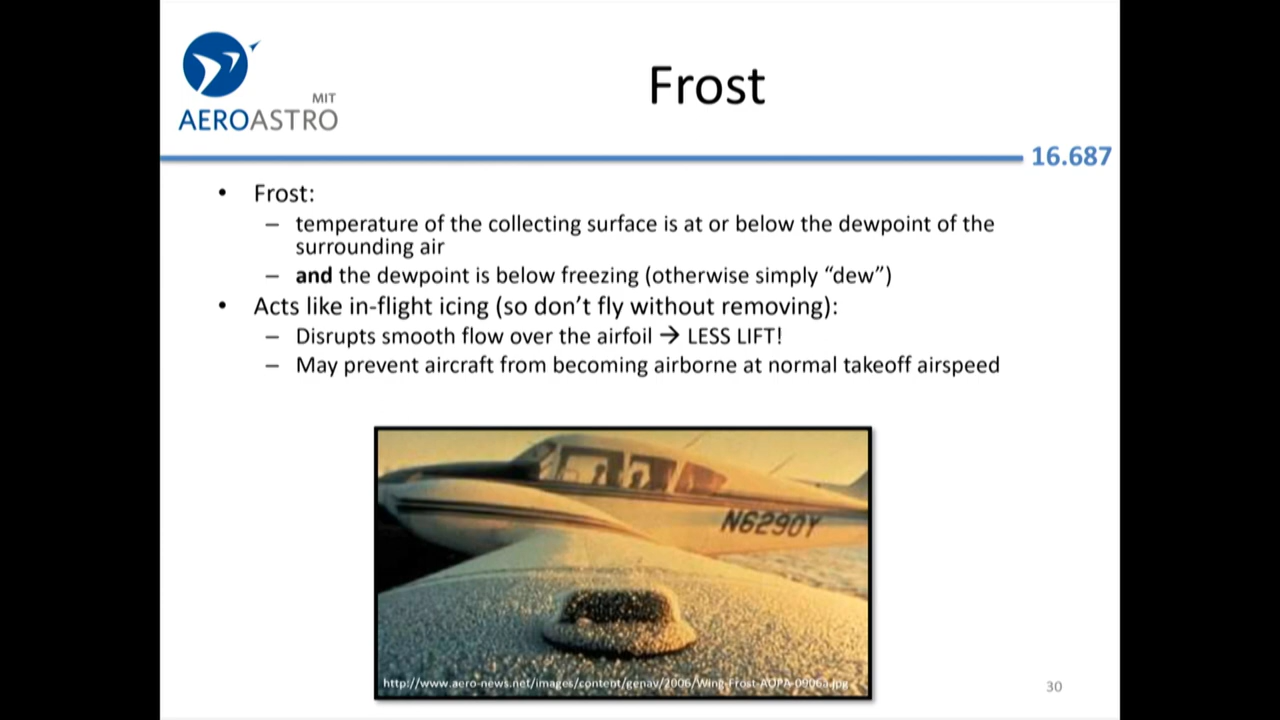 MIT
AEROASTRO
Frost
16.687
• Frost:
– temperature of the collecting surface is at or below the dewpoint of the
surrounding air
– and the dewpoint is below freezing (otherwise simply “dew”)
• Acts like in-flight icing (so don’t fly without removing):
– Disrupts smooth flow over the airfoil → LESS LIFT!
– May prevent aircraft from becoming airborne at normal takeoff airspeed
N6290Y
http://www.aero-news.net/images/content/genav/2006/Wing-Frost-AOPA-0906a.jpg
30